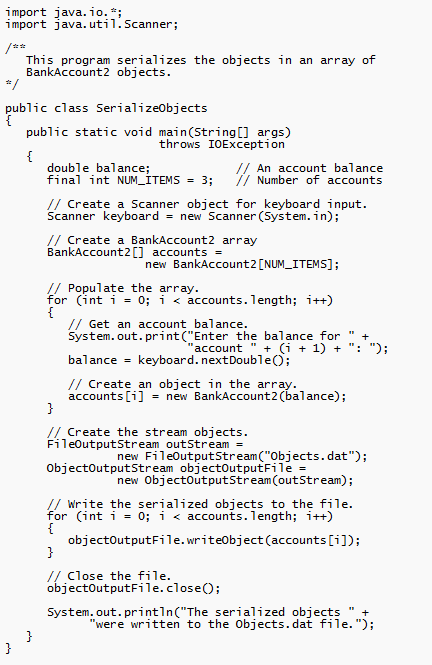 import java.io.*;
import java.util.Scanner;
/**
This program serializes the objects in an array of
BankAccount2 objects.
*/
public class SerializeObjects
{
public static void main(String[] args)
throws IOException
{
double balance; // An account balance
final int NUM_ITEMS = 3; // Number of accounts
// Create a Scanner object for keyboard input.
Scanner keyboard = new Scanner(System.in);
// Create a BankAccount2 array
BankAccount2[] accounts =
new BankAccount2[NUM_ITEMS];
// Populate the array.
for (int i = 0; i < accounts.length; i++)
{
// Get an account balance.
System.out.print("Enter the balance for " +
"account " + (i + 1) + ": ");
balance = keyboard.nextDouble();
// Create an object in the array.
accounts[i] = new BankAccount2(balance);
}
// Create the stream objects.
FileOutputStream outStream =
new FileOutputStream("Objects.dat");
ObjectOutputStream objectOutputFile =
new ObjectOutputStream(outStream);
// Write the serialized objects to the file.
for (int i = 0; i < accounts.length; i++)
{
objectOutputFile.writeObject(accounts[i]);
}
// Close the file.
objectOutputFile.close();
System.out.println("The serialized objects " +
"were written to the Objects.dat file.");
}
}